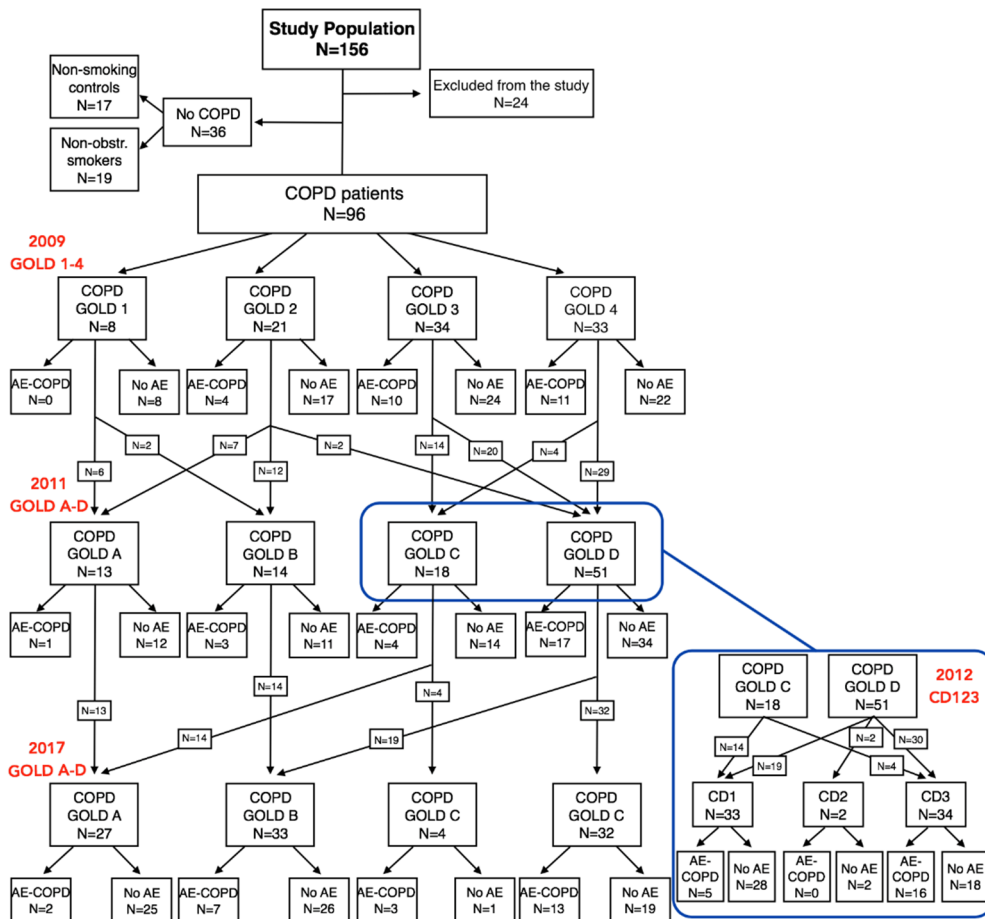 Study Population
N=156
Non-smoking
controls
N=17
Excluded from the study
N=24
No COPD
N=36
Non-obstr.
smokers
N=19
COPD patients
N=96
2009
GOLD 1-4
COPD
GOLD 1
N=8
COPD
GOLD 2
N=21
COPD
GOLD 3
N=34
COPD
GOLD 4
N=33
AE-COPD
N=0
No AE
N=8
AE-COPD
N=4
No AE
N=17
AE-COPD
N=10
No AE
N=24
AE-COPD
N=11
No AE
N=22
N=2
N=7
N=2
N=14
N=20
N=4
N=6
N=12
N=29
2011
GOLD A-D
COPD
GOLD A
N=13
COPD
GOLD B
N=14
COPD
GOLD C
N=18
COPD
GOLD D
N=51
AE-COPD
N=1
No AE
N=12
AE-COPD
N=3
No AE
N=11
AE-COPD
N=4
No AE
N=14
AE-COPD
N=17
No AE
N=34
N=13
N=14
N=4
N=32
N=14
N=19
2017
GOLD A-D
COPD
GOLD A
N=27
COPD
GOLD B
N=33
COPD
GOLD C
N=4
COPD
GOLD C
N=32
AE-COPD
N=2
No AE
N=25
AE-COPD
N=7
No AE
N=26
AE-COPD
N=3
No AE
N=1
AE-COPD
N=13
No AE
N=19
2012
CD123
COPD
GOLD C
N=18
COPD
GOLD D
N=51
N=14
N=19
N=2
N=30
N=4
CD1
N=33
CD2
N=2
CD3
N=34
AE-
COPD
N=5
No AE
N=28
AE-
COPD
N=0
No AE
N=2
AE-
COPD
N=16
No AE
N=18